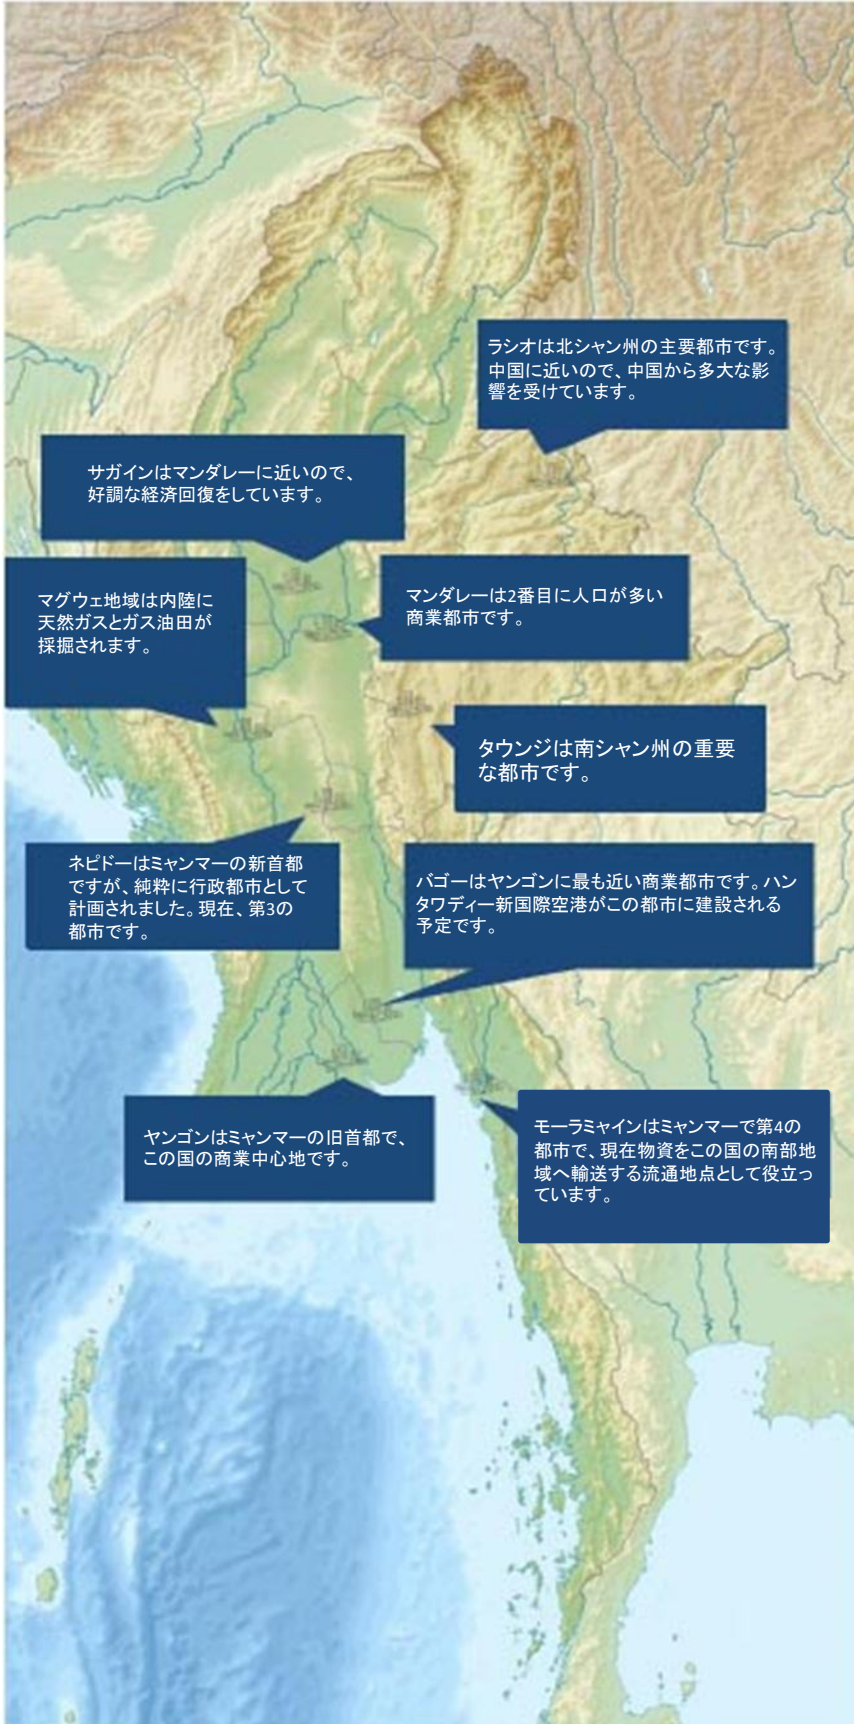 ラシオは北シャン州の主要都市です。
中国に近いので、中国から多大な影
響を受けています。
サガインはマンダレーに近いので、
好調な経済回復をしています。
マグウェ地域は内陸に
天然ガスとガス油田が
採掘されます。
マンダレーは2番目に人口が多い
商業都市です。
タウンジは南シャン州の重要
な都市です。
ネピドーはミャンマーの新首都
ですが、純粋に行政都市として
計画されました。現在、第3の
都市です。
バゴーはヤンゴンに最も近い商業都市です。ハン
タワディー新国際空港がこの都市に建設される
予定です。
ヤンゴンはミャンマーの旧首都で、
この国の商業中心地です。
モーラミャインはミャンマーで第4の
都市で、現在物資をこの国の南部地
域へ輸送する流通地点として役立っ
ています。